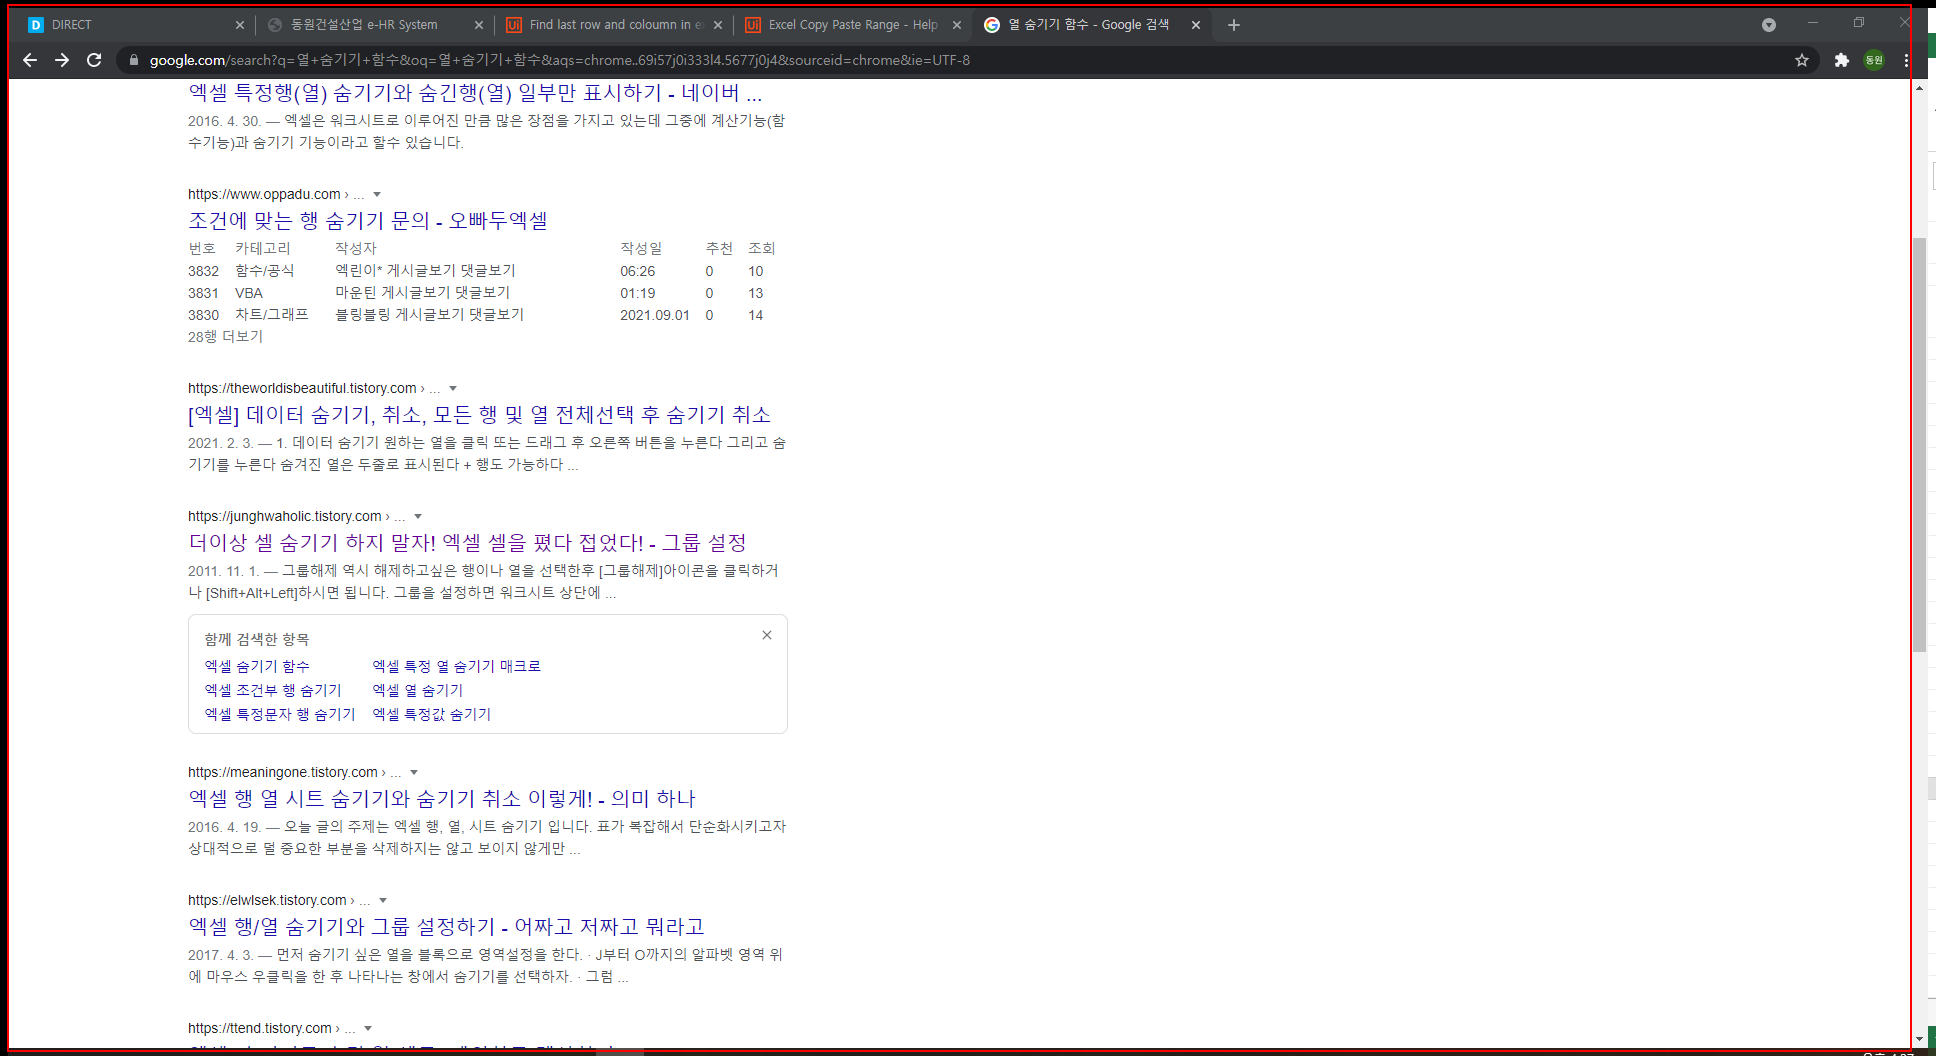 DIRECT
동원건설산업 e-HR System
Find last row and coloumn in e
Excel Copy Paste Range - Help
열 숨기기 함수 - Google 검색
google.com/search?q=열+숨기기+함수&oq=열+숨기기+함수&aqs=chrome..69i57j0i333l4.5677j0j4&sourceid=chrome&ie=UTF-8
동원
엑셀 특정행(열) 숨기기와 숨긴행(열) 일부만 표시하기 - 네이버 ...
2016. 4. 30. — 엑셀은 워크시트로 이루어진 만큼 많은 장점을 가지고 있는데 그중에 계산기능(함
수기능)과 숨기기 기능이라고 할수 있습니다.
https://www.oppadu.com › ...
조건에 맞는 행 숨기기 문의 - 오빠두엑셀
번호 카테고리 작성자 작성일 추천 조회
3832 함수/공식 엑린이* 게시글보기 댓글보기 06:26 0 10
3831 VBA 마운틴 게시글보기 댓글보기 01:19 0 13
3830 차트/그래프 블링블링 게시글보기 댓글보기 2021.09.01 0 14
28행 더보기
https://theworldisbeautiful.tistory.com › ...
[엑셀] 데이터 숨기기, 취소, 모든 행 및 열 전체선택 후 숨기기 취소
2021. 2. 3. — 1. 데이터 숨기기 원하는 열을 클릭 또는 드래그 후 오른쪽 버튼을 누른다 그리고 숨
기기를 누른다 숨겨진 열은 두줄로 표시된다 + 행도 가능하다 ...
https://junghwaholic.tistory.com › ...
더이상 셀 숨기기 하지 말자! 엑셀 셀을 폈다 접었다! - 그룹 설정
2011. 11. 1. — 그룹해제 역시 해제하고싶은 행이나 열을 선택한후 [그룹해제]아이콘을 클릭하거
나 [Shift+Alt+Left]하시면 됩니다. 그룹을 설정하면 워크시트 상단에 ...
함께 검색한 항목
엑셀 숨기기 함수 엑셀 특정 열 숨기기 매크로
엑셀 조건부 행 숨기기 엑셀 열 숨기기
엑셀 특정문자 행 숨기기 엑셀 특정값 숨기기
https://meaningone.tistory.com › ...
엑셀 행 열 시트 숨기기와 숨기기 취소 이렇게! - 의미 하나
2016. 4. 19. — 오늘 글의 주제는 엑셀 행, 열, 시트 숨기기 입니다. 표가 복잡해서 단순화시키고자
상대적으로 덜 중요한 부분을 삭제하지는 않고 보이지 않게만 ...
https://elwlsek.tistory.com › ...
엑셀 행/열 숨기기와 그룹 설정하기 - 어짜고 저짜고 뭐라고
2017. 4. 3. — 먼저 숨기기 싶은 열을 블록으로 영역설정을 한다. · J부터 O까지의 알파벳 영역 위
에 마우스 우클릭을 한 후 나타나는 창에서 숨기기를 선택하자. · 그럼 ...
https://ttend.tistory.com › ...